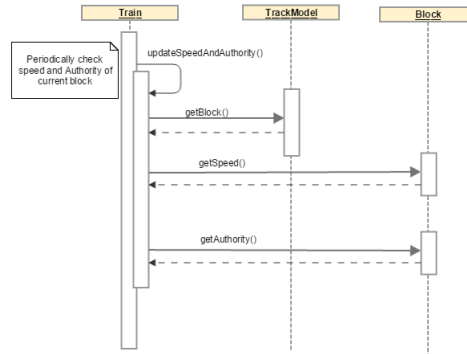 Train
TrackModel
Block
Periodically check
speed and Authority of
current block
updateSpeedAndAuthority()
getBlock()
getSpeed()
getAuthority()